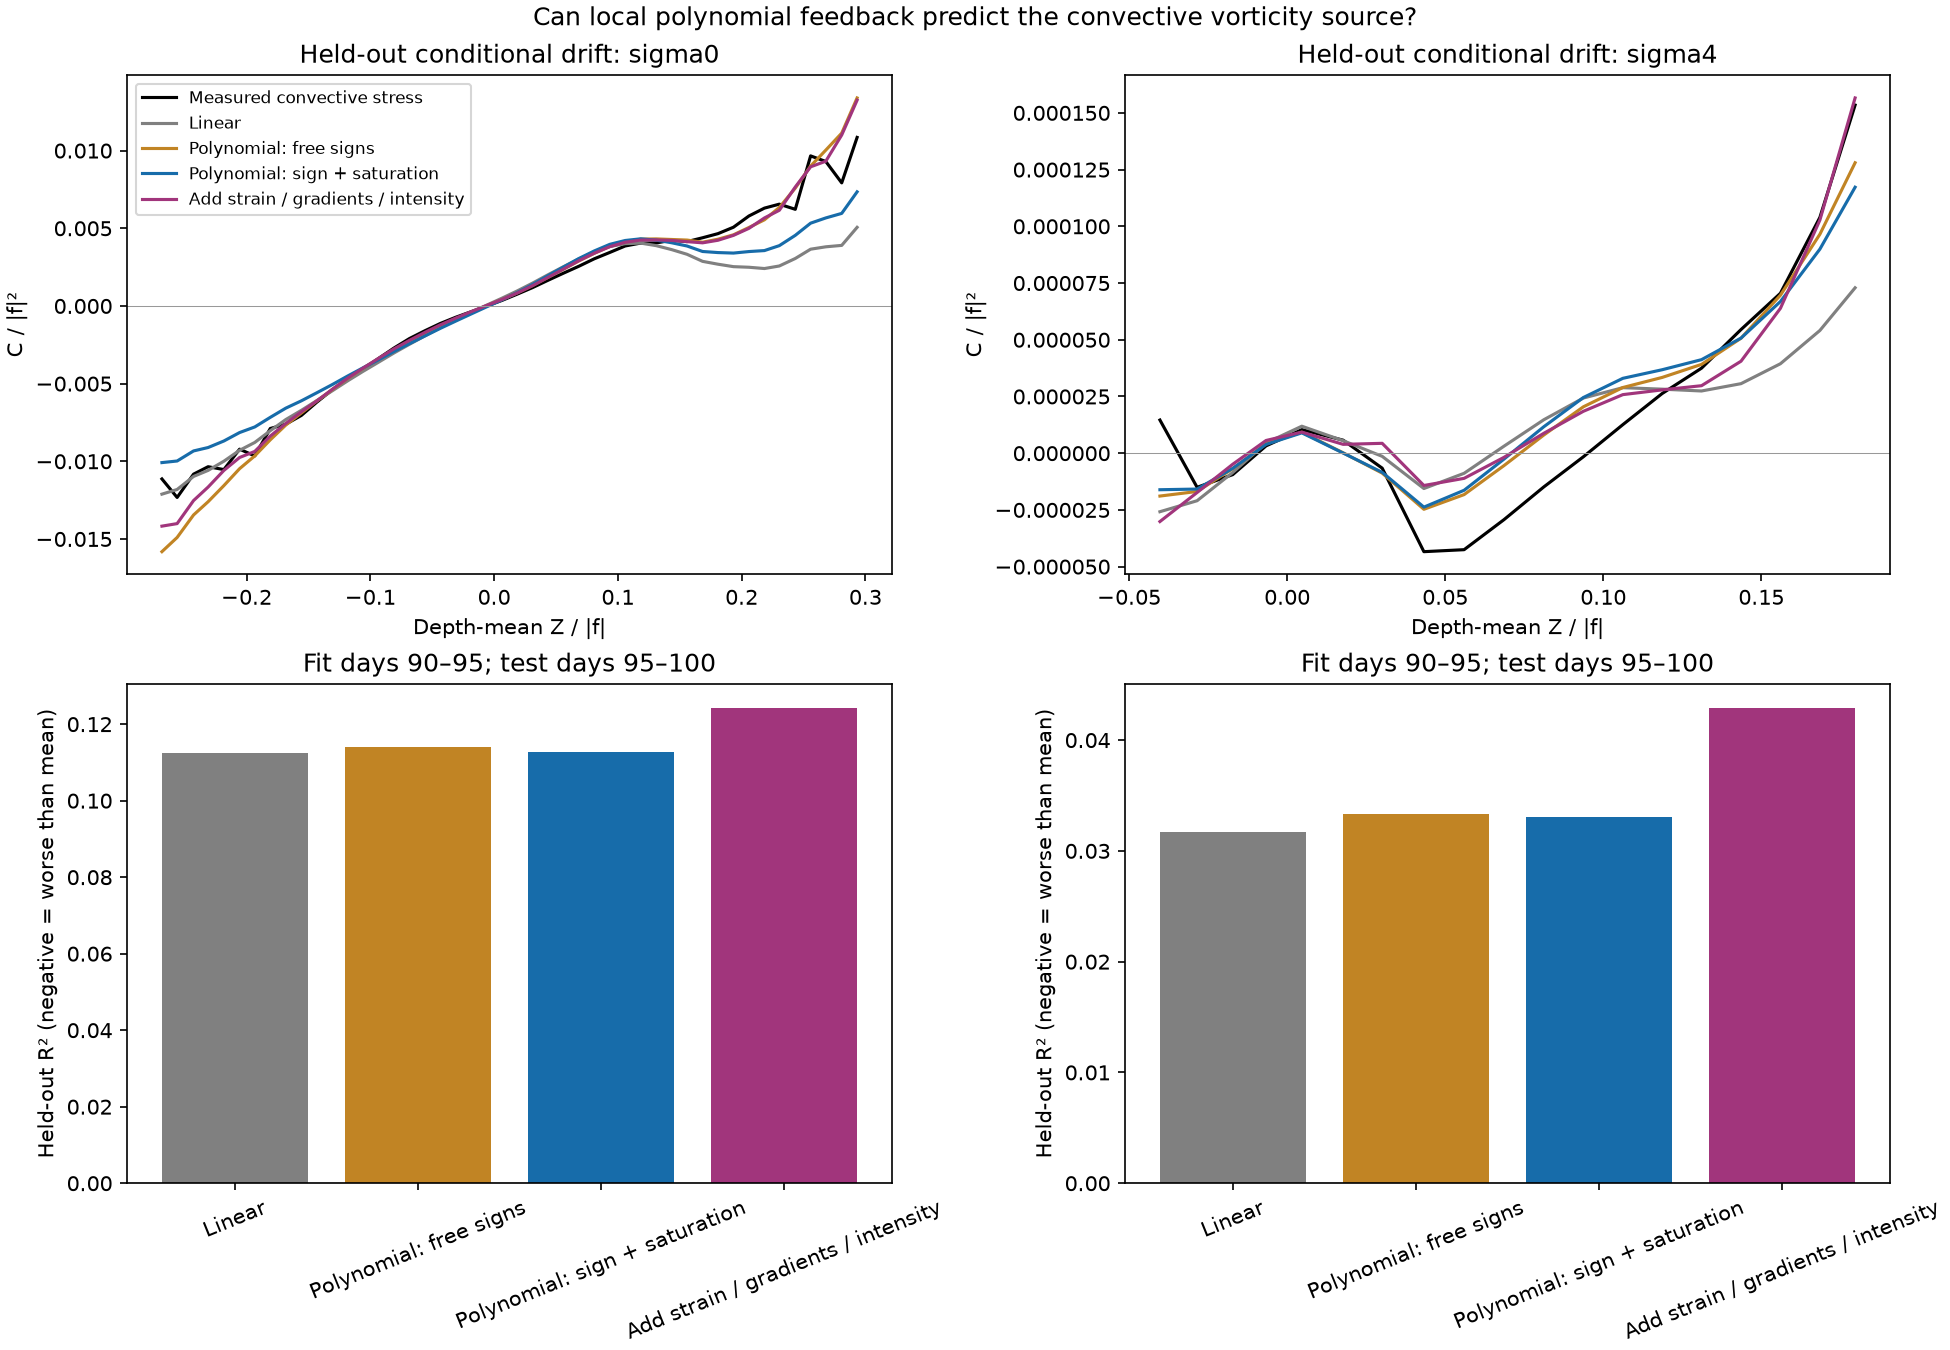 Can local polynomial feedback predict the convective vorticity source?
Held-out conditional drift: sigma0
Measured convective stress
Linear
Polynomial: free signs
Polynomial: sign + saturation
Add strain / gradients / intensity
0.010
0.005
0.000
−0.005
−0.010
−0.015
C / |f|²
−0.2
−0.1
0.0
0.1
0.2
0.3
Depth-mean Z / |f|
Held-out conditional drift: sigma4
0.000150
0.000125
0.000100
0.000075
0.000050
0.000025
0.000000
−0.000025
−0.000050
C / |f|²
−0.05
0.00
0.05
0.10
0.15
Depth-mean Z / |f|
Fit days 90–95; test days 95–100
0.12
0.10
0.08
0.06
0.04
0.02
0.00
Held-out R² (negative = worse than mean)
Linear
Polynomial: free signs
Polynomial: sign + saturation
Add strain / gradients / intensity
Fit days 90–95; test days 95–100
0.04
0.03
0.02
0.01
0.00
Held-out R² (negative = worse than mean)
Linear
Polynomial: free signs
Polynomial: sign + saturation
Add strain / gradients / intensity